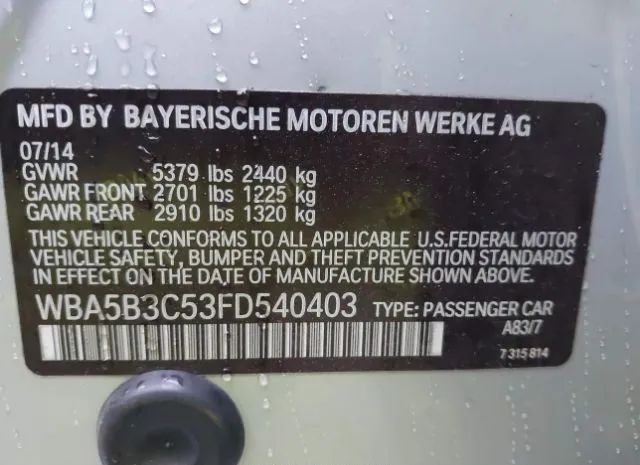 MFD BY BAYERISCHE MOTOREN WERKE AG
07/14
GVWR 5379 lbs 2440 kg
GAWR FRONT 2701 lbs 1225 kg
GAWR REAR 2910 lbs 1320 kg
THIS VEHICLE CONFORMS TO ALL APPLICABLE U.S.FEDERAL MOTOR
VEHICLE SAFETY, BUMPER AND THEFT PREVENTION STANDARDS
IN EFFECT ON THE DATE OF MANUFACTURE SHOWN ABOVE.
WBA5B3C53FD540403 TYPE: PASSENGER CAR
A83/7
7 315 814